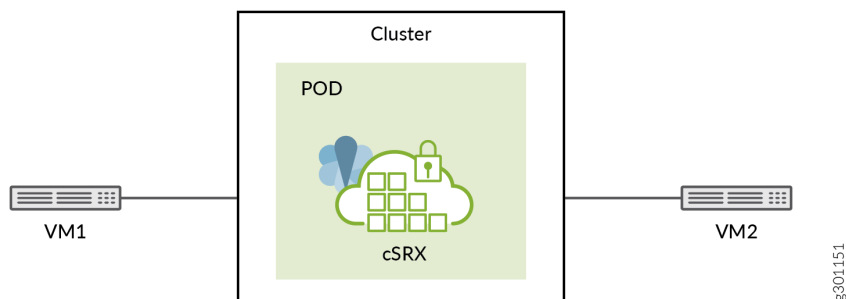 Cluster
POD
cSRX
VM1
VM2
g301151